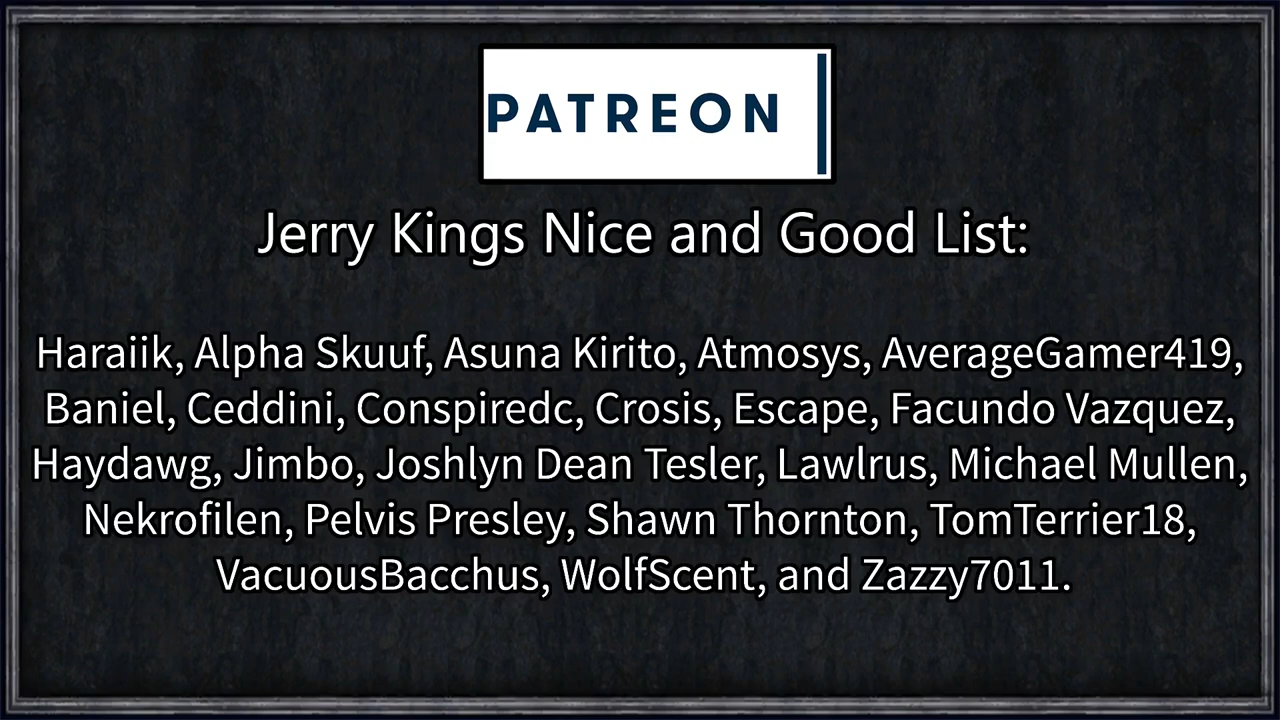 PATREON
Jerry Kings Nice and Good List:
Haraiik, Alpha Skuuf, Asuna Kirito, Atmosys, AverageGamer419,
Baniel, Ceddini, Conspiredc, Crosis, Escape, Facundo Vazquez,
Haydawg, Jimbo, Joshlyn Dean Tesler, Lawlrus, Michael Mullen,
Nekrofilen, Pelvis Presley, Shawn Thornton, TomTerrier18,
VacuousBacchus, WolfScent, and Zazzy7011.